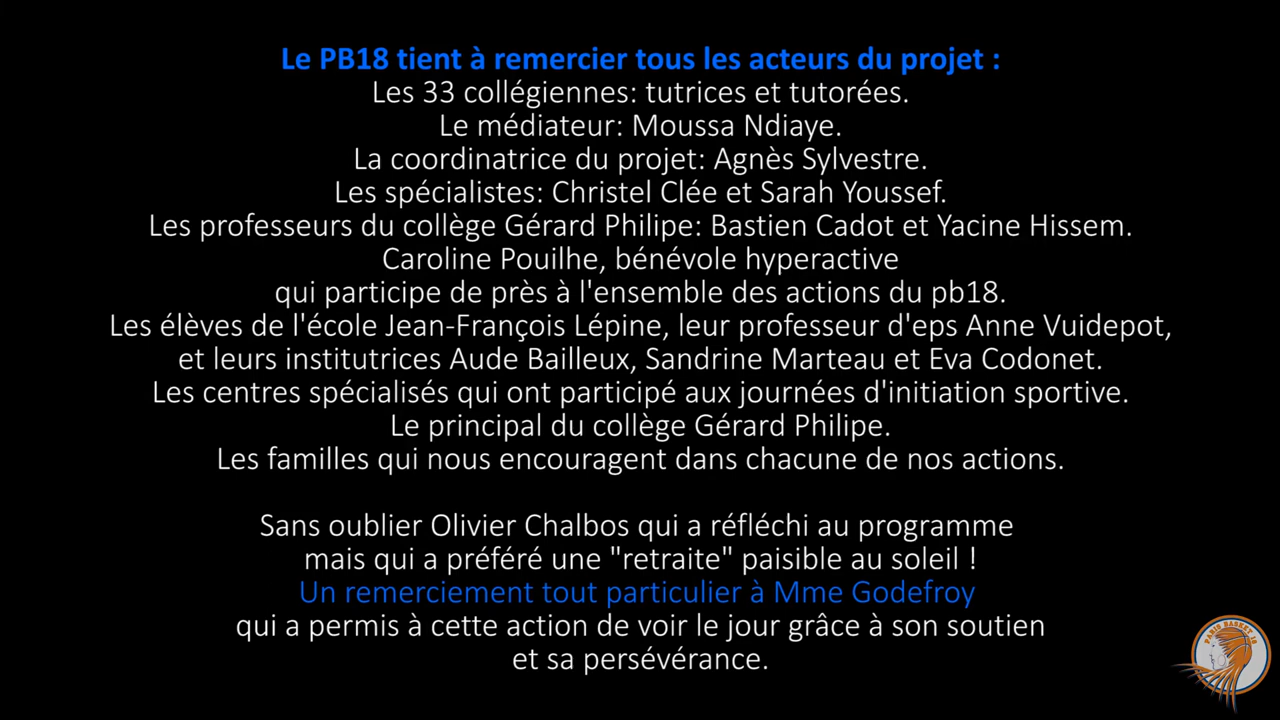 Le PB18 tient à remercier tous les acteurs du projet :
Les 33 collégiennes: tutrices et tutorées.
Le médiateur: Moussa Ndiaye.
La coordinatrice du projet: Agnès Sylvestre.
Les spécialistes: Christel Clée et Sarah Youssef.
Les professeurs du collège Gérard Philipe: Bastien Cadot et Yacine Hissem.
Caroline Pouilhe, bénévole hyperactive
qui participe de près à l'ensemble des actions du pb18.
Les élèves de l'école Jean-François Lépine, leur professeur d'eps Anne Vuidepot,
et leurs institutrices Aude Bailleux, Sandrine Marteau et Eva Codonet.
Les centres spécialisés qui ont participé aux journées d'initiation sportive.
Le principal du collège Gérard Philipe.
Les familles qui nous encouragent dans chacune de nos actions.
Sans oublier Olivier Chalbos qui a réfléchi au programme
mais qui a préféré une "retraite" paisible au soleil !
Un remerciement tout particulier à Mme Godefroy
qui a permis à cette action de voir le jour grâce à son soutien
et sa persévérance.
PARIS BASKET 18